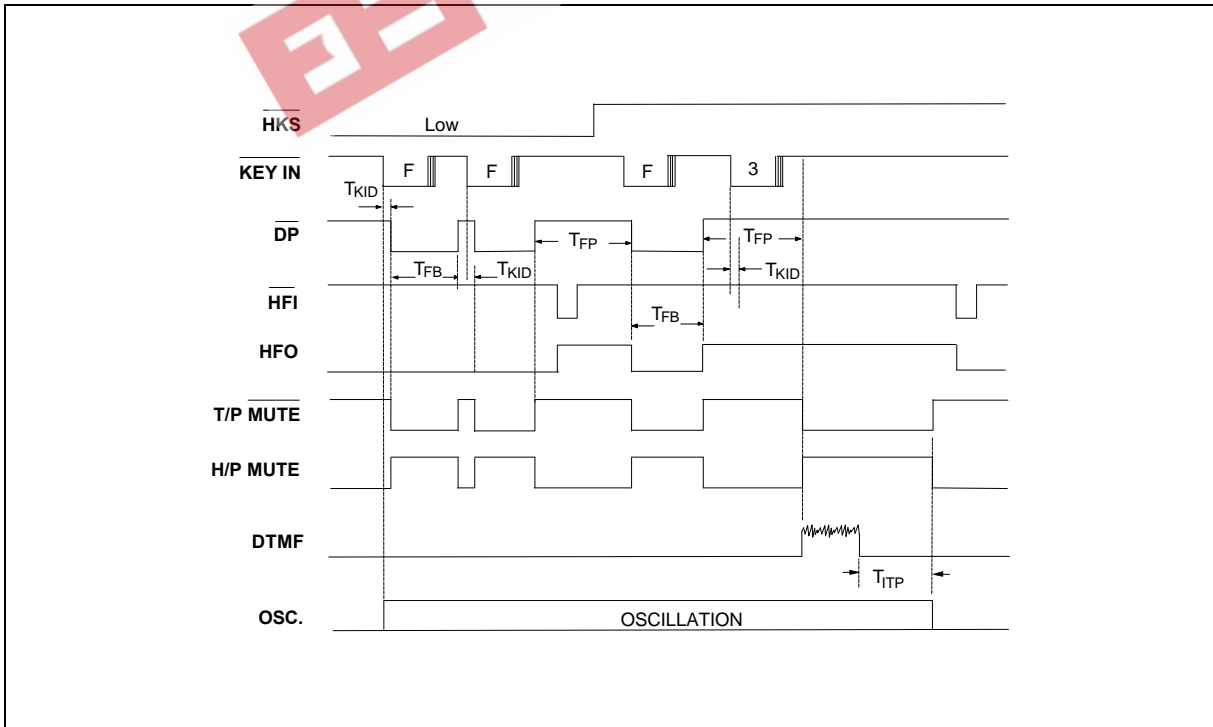 HKS
Low
KEY IN
F F F 3
TKID
DP
TFP TFP
TFB TKID TKID
HFI
TFB
HFO
T/P MUTE
H/P MUTE
DTMF
TITP
OSC.
OSCILLATION